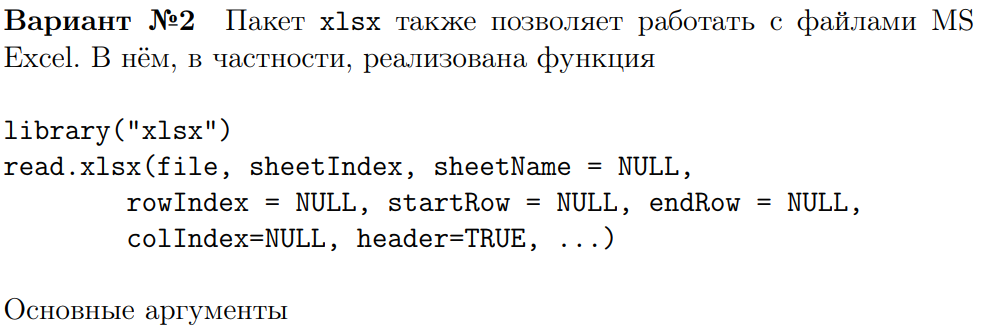 Вариант №2 Пакет xlsx также позволяет работать с файлами MS
Excel. В нём, в частности, реализована функция
library("xlsx")
read.xlsx(file, sheetIndex, sheetName = NULL,
rowIndex = NULL, startRow = NULL, endRow = NULL,
colIndex=NULL, header=TRUE, ...)
Основные аргументы